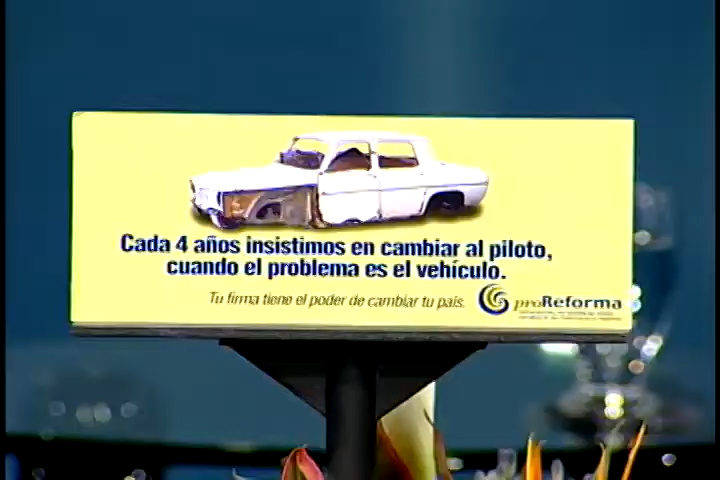 Cada 4 años insistimos en cambiar al piloto,
cuando el problema es el vehículo.
Tu firma tiene el poder de cambiar tu país.
proReforma